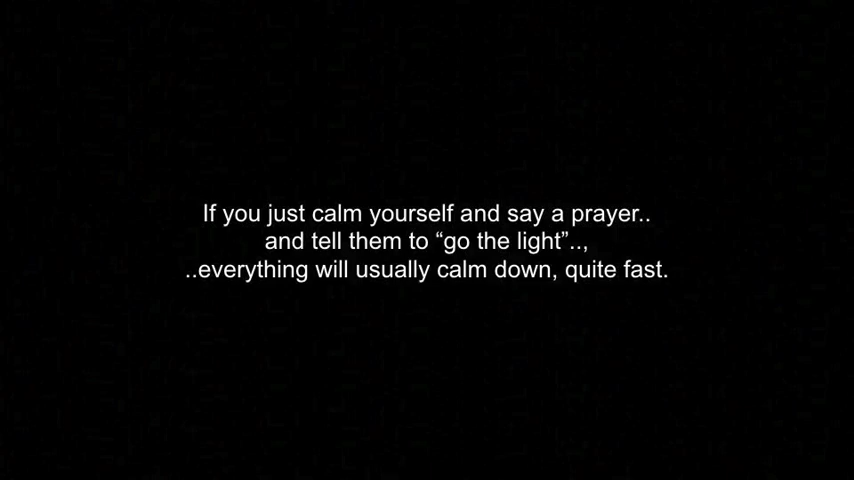 If you just calm yourself and say a prayer..
and tell them to “go the light”..,
..everything will usually calm down, quite fast.